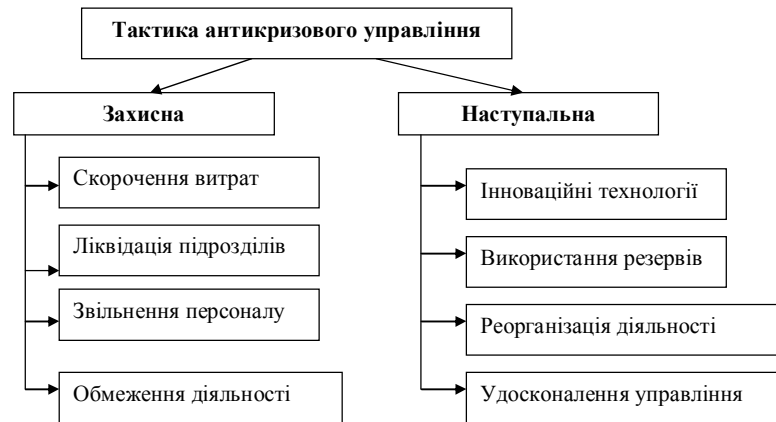 Тактика антикризового управління
Захисна
Скорочення витрат
Ліквідація підрозділів
Звільнення персоналу
Обмеження діяльності
Наступальна
Інноваційні технології
Використання резервів
Реорганізація діяльності
Удосконалення управління